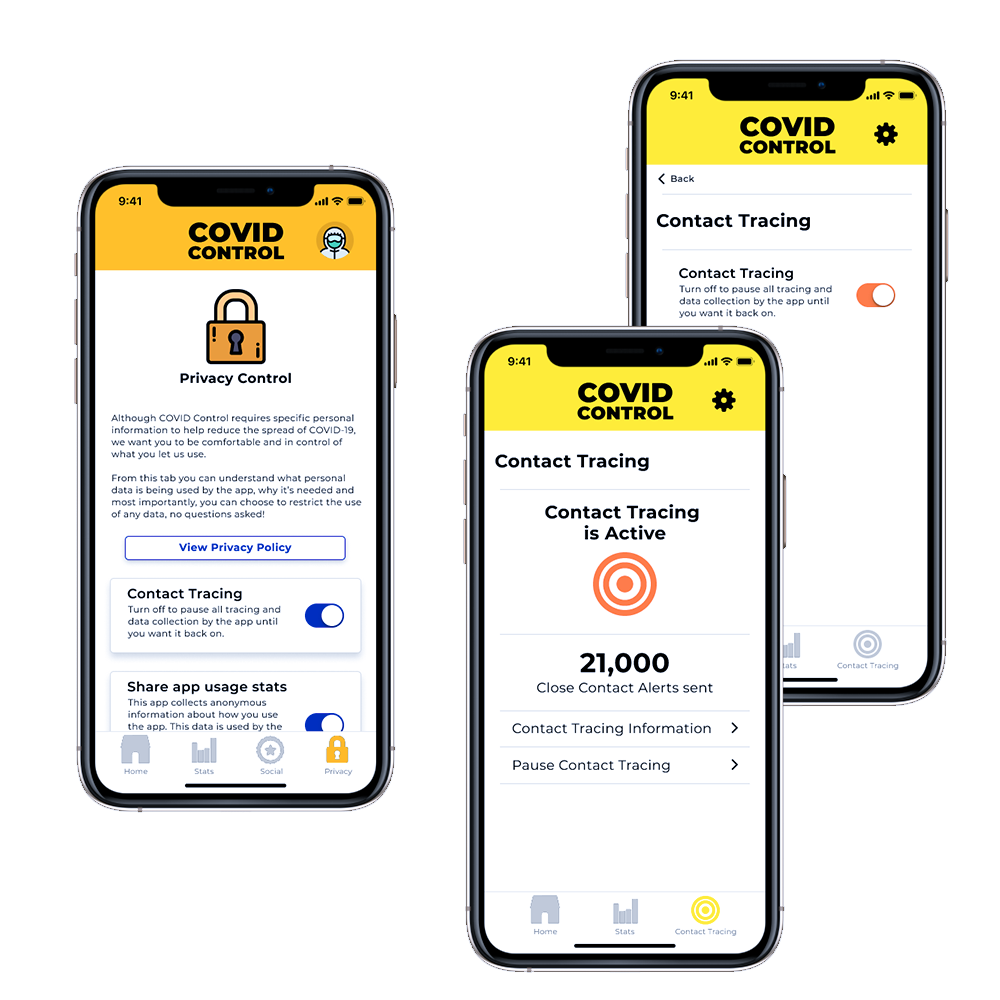 9:41
COVID
CONTROL
Privacy Control
Although COVID Control requires specific personal
information to help reduce the spread of COVID-19,
we want you to be comfortable and in control of
what you let us use.
From this tab you can understand what personal
data is being used by the app, why it's needed and
most importantly, you can choose to restrict the use
of any data, no questions asked!
View Privacy Policy
Contact Tracing
Turn off to pause all tracing and
data collection by the app until
you want it back on.
Share app usage stats
This app collects anonymous
information about how you use
the app. This data is used by the
Home
Stats
Social
Privacy
9:41
COVID
CONTROL
Contact Tracing
Contact Tracing
is Active
21,000
Close Contact Alerts sent
Contact Tracing Information
Pause Contact Tracing
Home
Stats
Contact Tracing
9:41
COVID
CONTROL
Back
Contact Tracing
Contact Tracing
Turn off to pause all tracing and
data collection by the app until
you want it back on.
tats
Contact Tracing